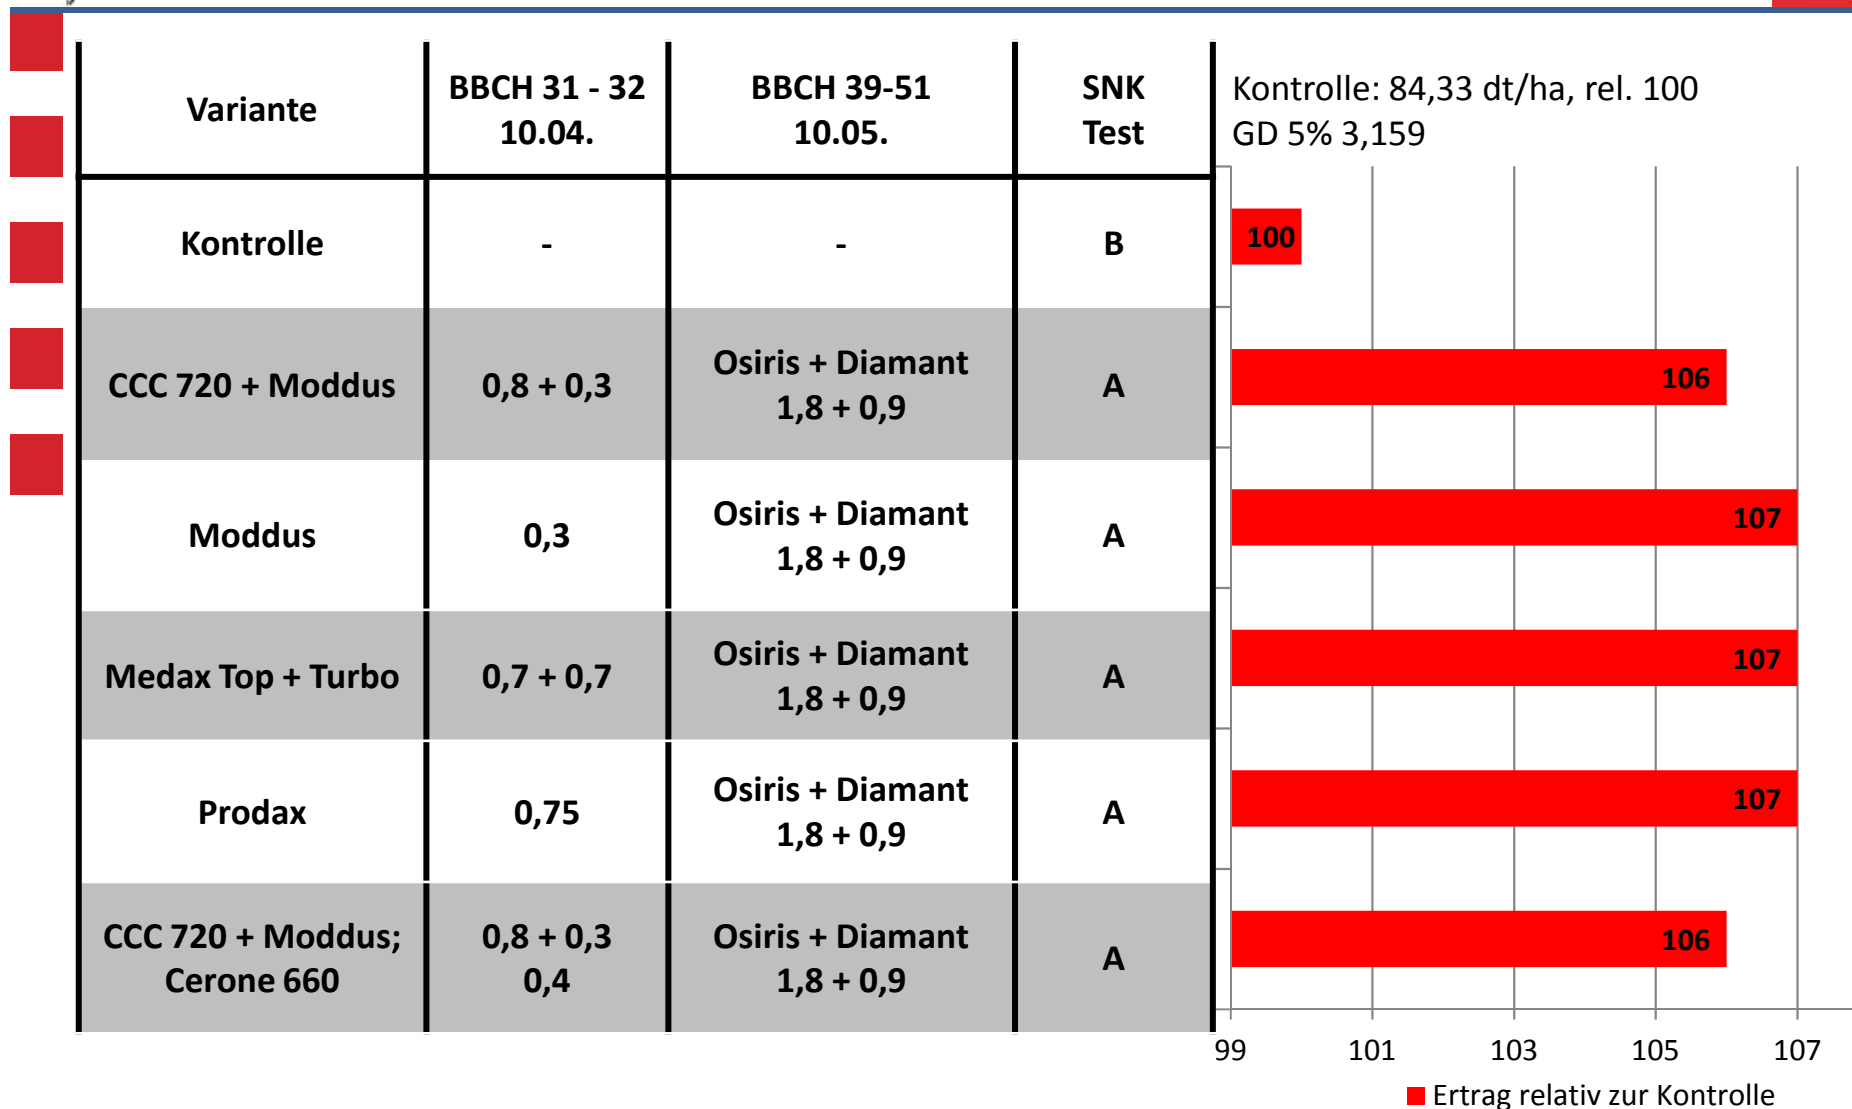 Variante
BBCH 31 - 32
10.04.
BBCH 39-51
10.05.
SNK
Test
Kontrolle: 84,33 dt/ha, rel. 100
GD 5% 3,159
Kontrolle
-
-
B
100
CCC 720 + Moddus
0,8 + 0,3
Osiris + Diamant
1,8 + 0,9
A
106
Moddus
0,3
Osiris + Diamant
1,8 + 0,9
A
107
Medax Top + Turbo
0,7 + 0,7
Osiris + Diamant
1,8 + 0,9
A
107
Prodax
0,75
Osiris + Diamant
1,8 + 0,9
A
107
CCC 720 + Moddus;
Cerone 660
0,8 + 0,3
0,4
Osiris + Diamant
1,8 + 0,9
A
106
99 101 103 105 107
Ertrag relativ zur Kontrolle